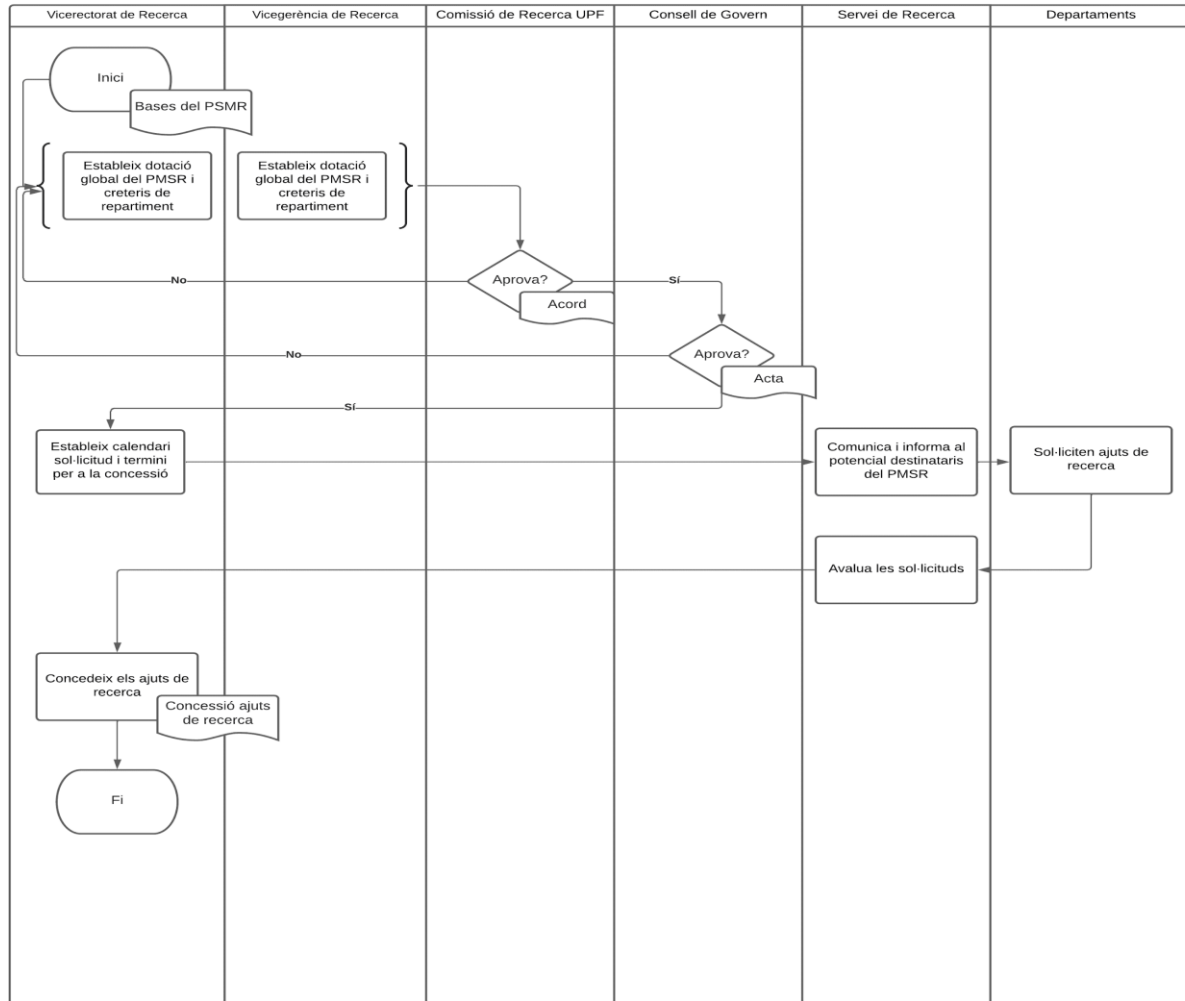 Vicerectorat de Recerca
Vicegerència de Recerca
Comissió de Recerca UPF
Consell de Govern
Servei de Recerca
Departaments
Inici
Bases del PSMR
Estableix dotació
global del PMSR i
creteris de
repartiment
Estableix dotació
global del PMSR i
creteris de
repartiment
No
Aprova?
Sí
Acord
No
Aprova?
Acta
Sí
Estableix calendari
sol·licitud i termini
per a la concessió
Comunica i informa al
potencial destinataris
del PMSR
Sol·liciten ajuts de
recerca
Avalua les sol·licituds
Concedeix els ajuts de
recerca
Concessió ajuts
de recerca
Fi